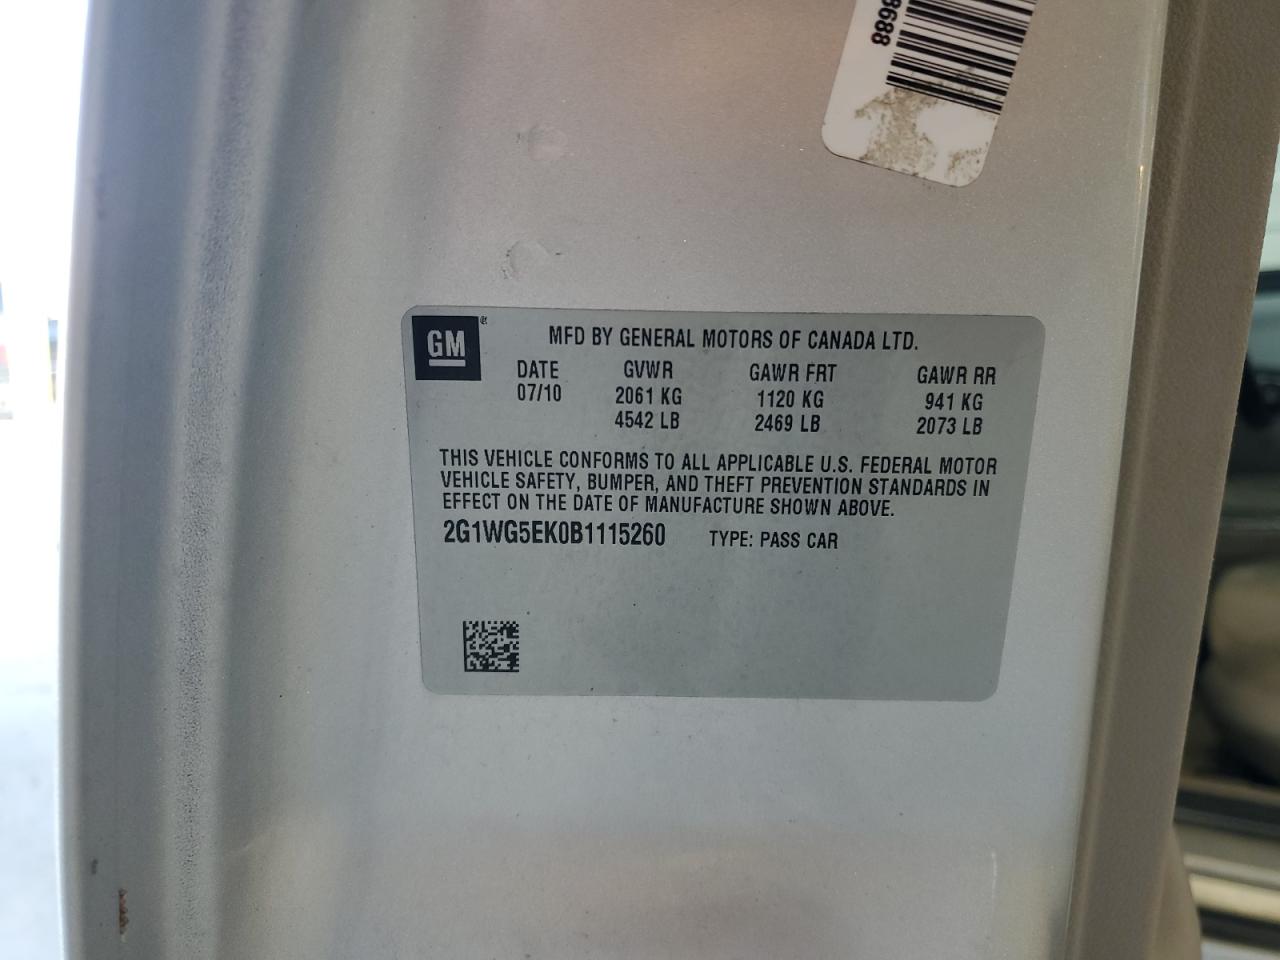 8688
GM
MFD BY GENERAL MOTORS OF CANADA LTD.
DATE GVWR GAWR FRT GAWR RR
07/10 2061 KG 1120 KG 941 KG
4542 LB 2469 LB 2073 LB
THIS VEHICLE CONFORMS TO ALL APPLICABLE U.S. FEDERAL MOTOR
VEHICLE SAFETY, BUMPER, AND THEFT PREVENTION STANDARDS IN
EFFECT ON THE DATE OF MANUFACTURE SHOWN ABOVE.
2G1WG5EK0B1115260 TYPE: PASS CAR